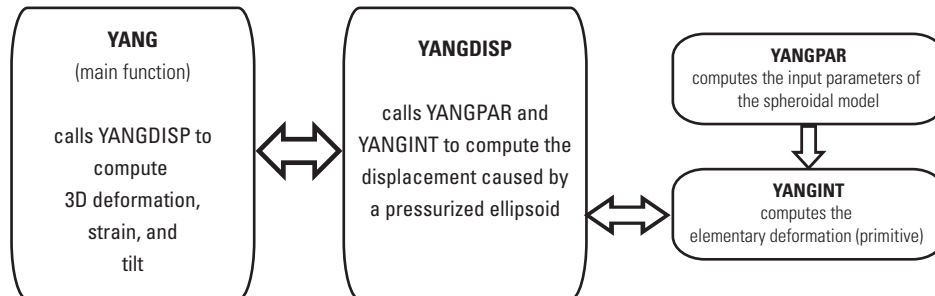 YANG
(main function)
calls YANGDISP to
compute
3D deformation,
strain, and
tilt
YANGDISP
calls YANGPAR and
YANGINT to compute the
displacement caused by
a pressurized ellipsoid
YANGPAR
computes the input parameters of
the spheroidal model
YANGINT
computes the
elementary deformation (primitive)